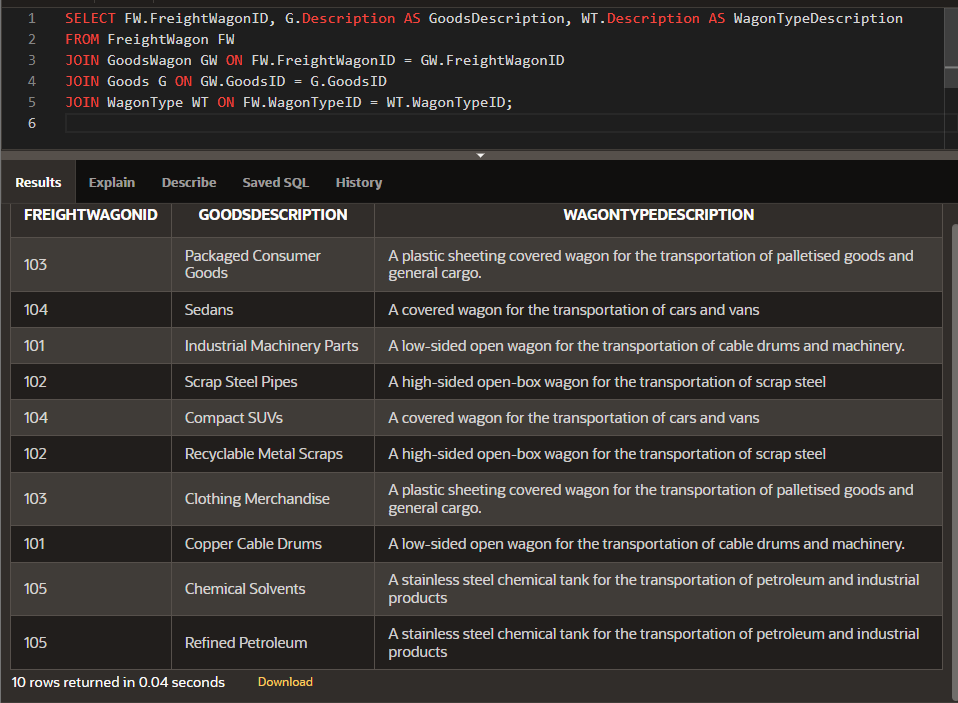 1 SELECT FW.FreightWagonID, G.Description AS GoodsDescription, WT.Description AS WagonTypeDescription
2 FROM FreightWagon FW
3 JOIN GoodsWagon GW ON FW.FreightWagonID = GW.FreightWagonID
4 JOIN Goods G ON GW.GoodsID = G.GoodsID
5 JOIN WagonType WT ON FW.WagonTypeID = WT.WagonTypeID;
6
Results Explain Describe Saved SQL History
FREIGHTWAGONID GOODSDESCRIPTION WAGONTYPEDESCRIPTION
103 Packaged Consumer Goods A plastic sheeting covered wagon for the transportation of palletised goods and general cargo.
104 Sedans A covered wagon for the transportation of cars and vans
101 Industrial Machinery Parts A low-sided open wagon for the transportation of cable drums and machinery.
102 Scrap Steel Pipes A high-sided open-box wagon for the transportation of scrap steel
104 Compact SUVs A covered wagon for the transportation of cars and vans
102 Recyclable Metal Scraps A high-sided open-box wagon for the transportation of scrap steel
103 Clothing Merchandise A plastic sheeting covered wagon for the transportation of palletised goods and general cargo.
101 Copper Cable Drums A low-sided open wagon for the transportation of cable drums and machinery.
105 Chemical Solvents A stainless steel chemical tank for the transportation of petroleum and industrial products
105 Refined Petroleum A stainless steel chemical tank for the transportation of petroleum and industrial products
10 rows returned in 0.04 seconds Download